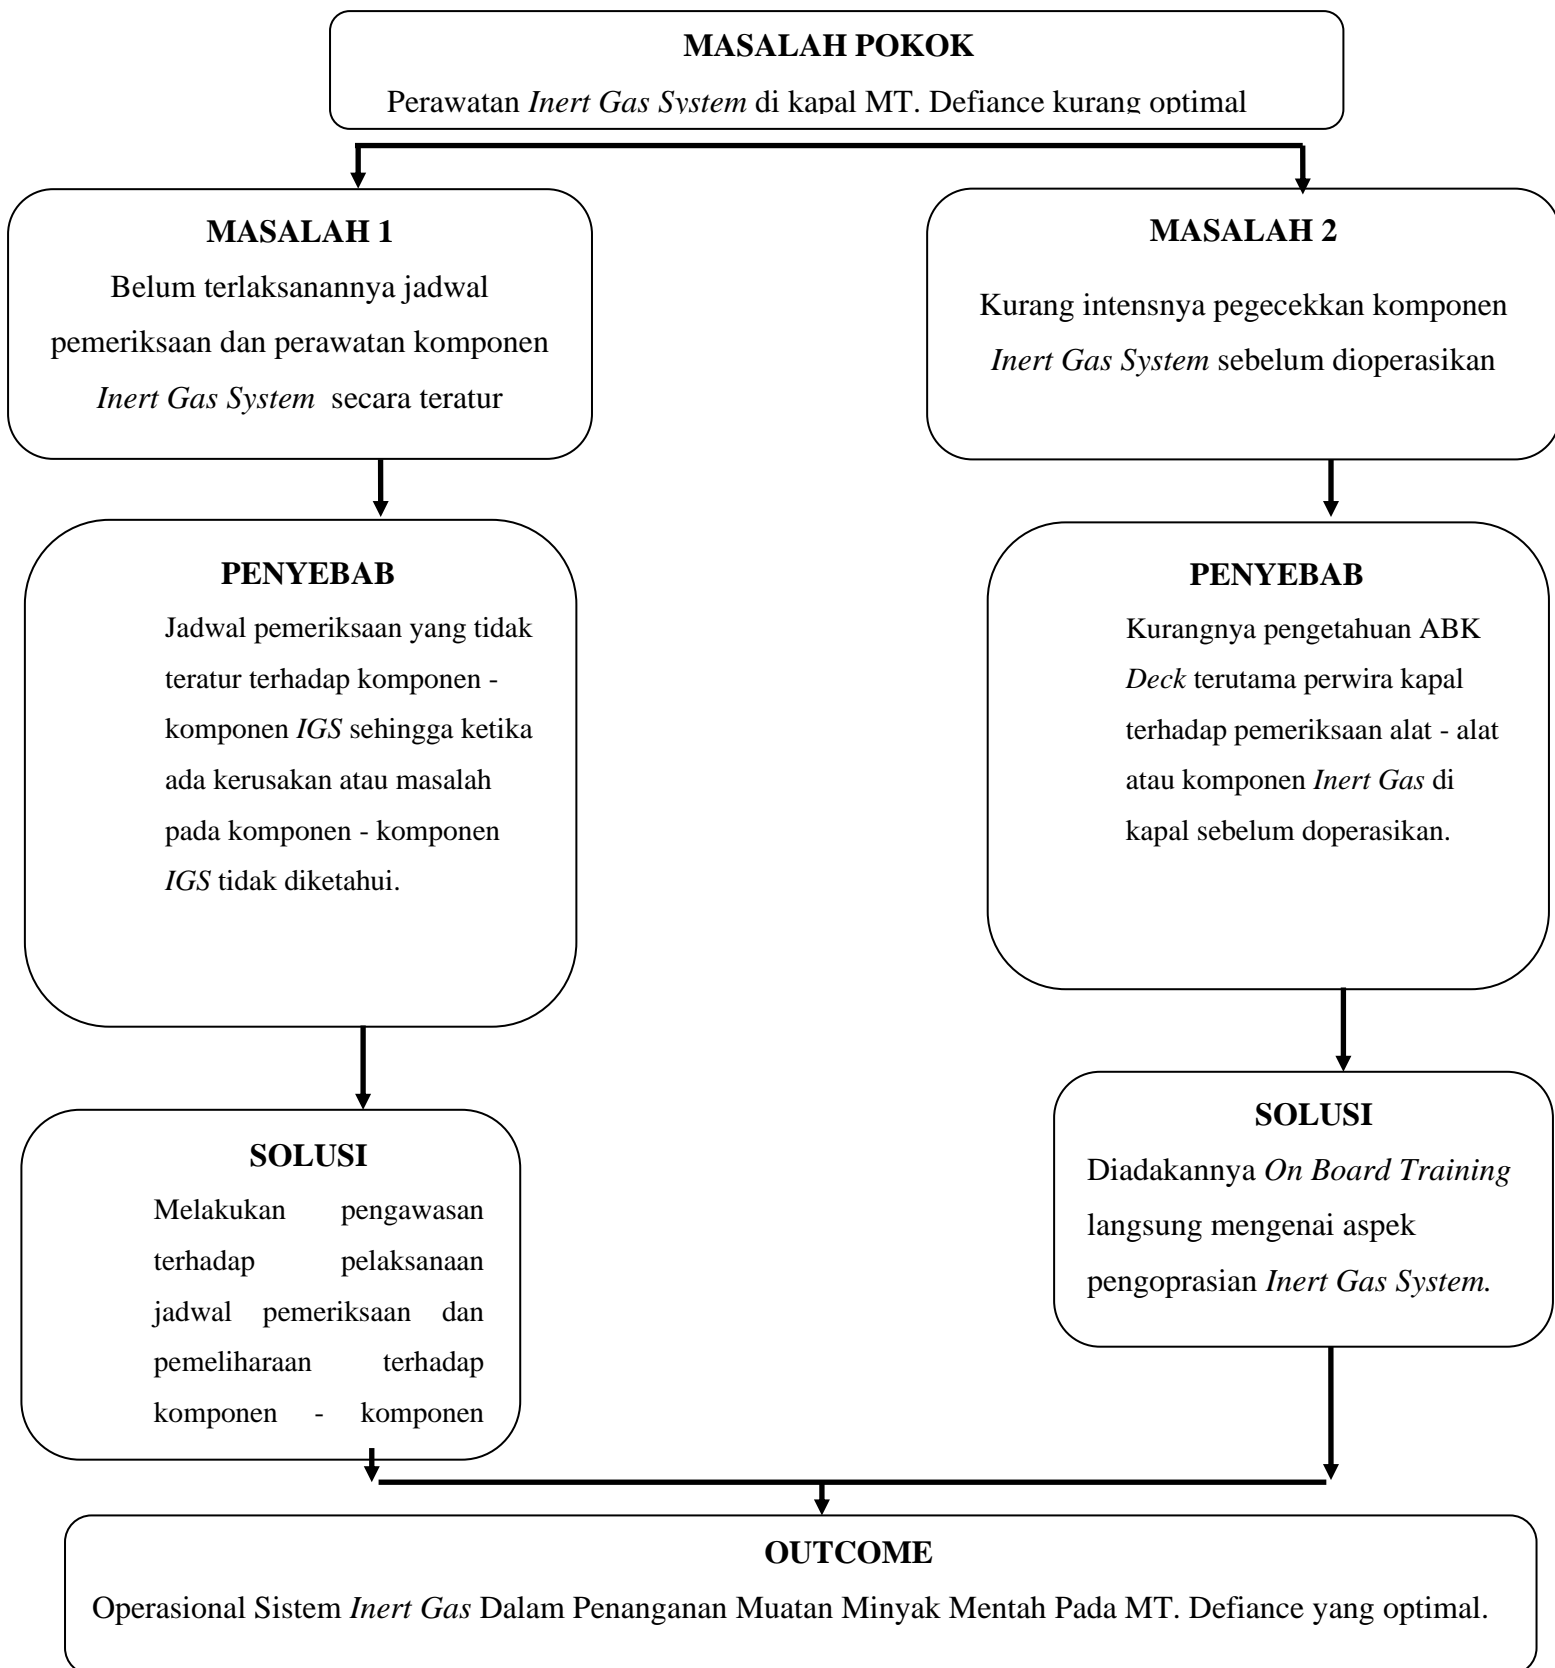 MASALAH POKOK
Perawatan Inert Gas System di kapal MT. Defiance kurang optimal
MASALAH 1
Belum terlaksanannya jadwal
pemeriksaan dan perawatan komponen
Inert Gas System secara teratur
MASALAH 2
Kurang intensnya pegecekkan komponen
Inert Gas System sebelum dioperasikan
PENYEBAB
Jadwal pemeriksaan yang tidak
teratur terhadap komponen -
komponen IGS sehingga ketika
ada kerusakan atau masalah
pada komponen - komponen
IGS tidak diketahui.
PENYEBAB
Kurangnya pengetahuan ABK
Deck terutama perwira kapal
terhadap pemeriksaan alat - alat
atau komponen Inert Gas di
kapal sebelum doperasikan.
SOLUSI
Melakukan pengawasan
terhadap pelaksanaan
jadwal pemeriksaan dan
pemeliharaan terhadap
komponen - komponen
SOLUSI
Diadakannya On Board Training
langsung mengenai aspek
pengoprasian Inert Gas System.
OUTCOME
Operasional Sistem Inert Gas Dalam Penanganan Muatan Minyak Mentah Pada MT. Defiance yang optimal.